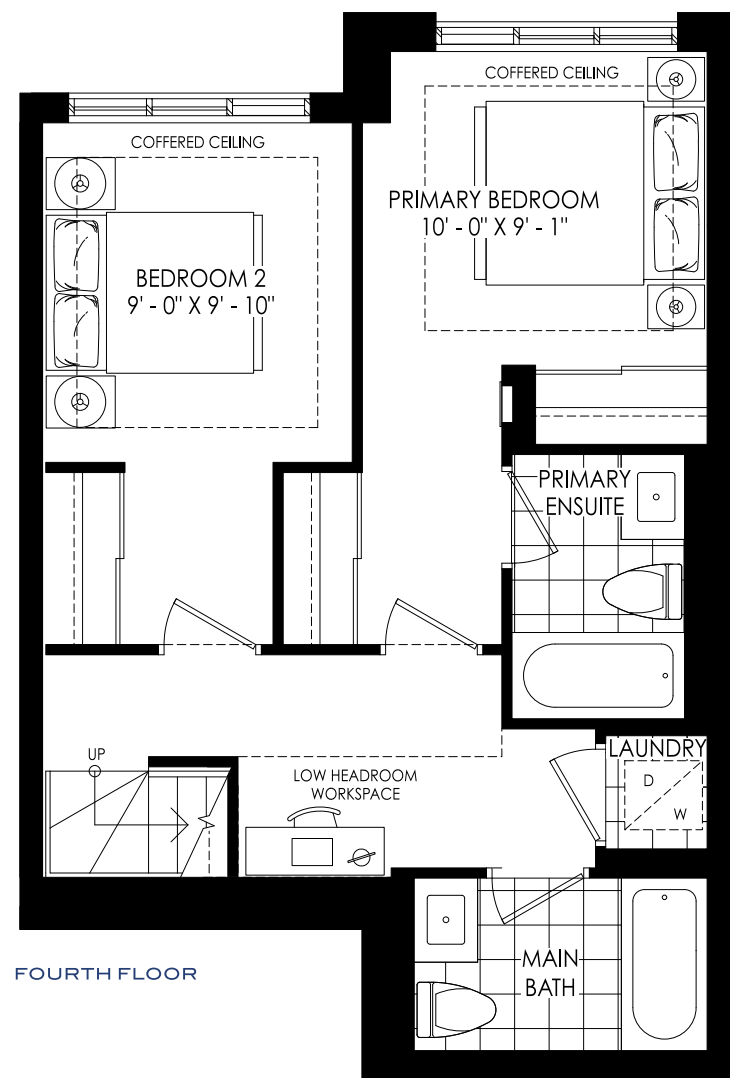 COFFERED CEILING
COFFERED CEILING
PRIMARY BEDROOM
10' - 0" X 9' - 1"
BEDROOM 2
9' - 0" X 9' - 10"
PRIMARY
ENSUITE
UP
LOW HEADROOM
WORKSPACE
LAUNDRY
D
W
MAIN
BATH
FOURTH FLOOR